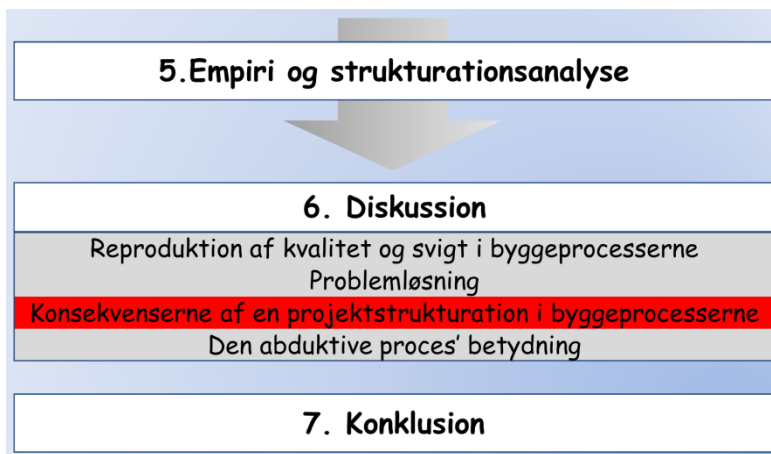 5.Empiri og strukturationsanalyse
6. Diskussion
Reproduktion af kvalitet og svigt i byggeprocesserne
Problemløsning
Konsekvenserne af en projektstrukturation i byggeprocesserne
Den abduktive proces’ betydning
7. Konklusion